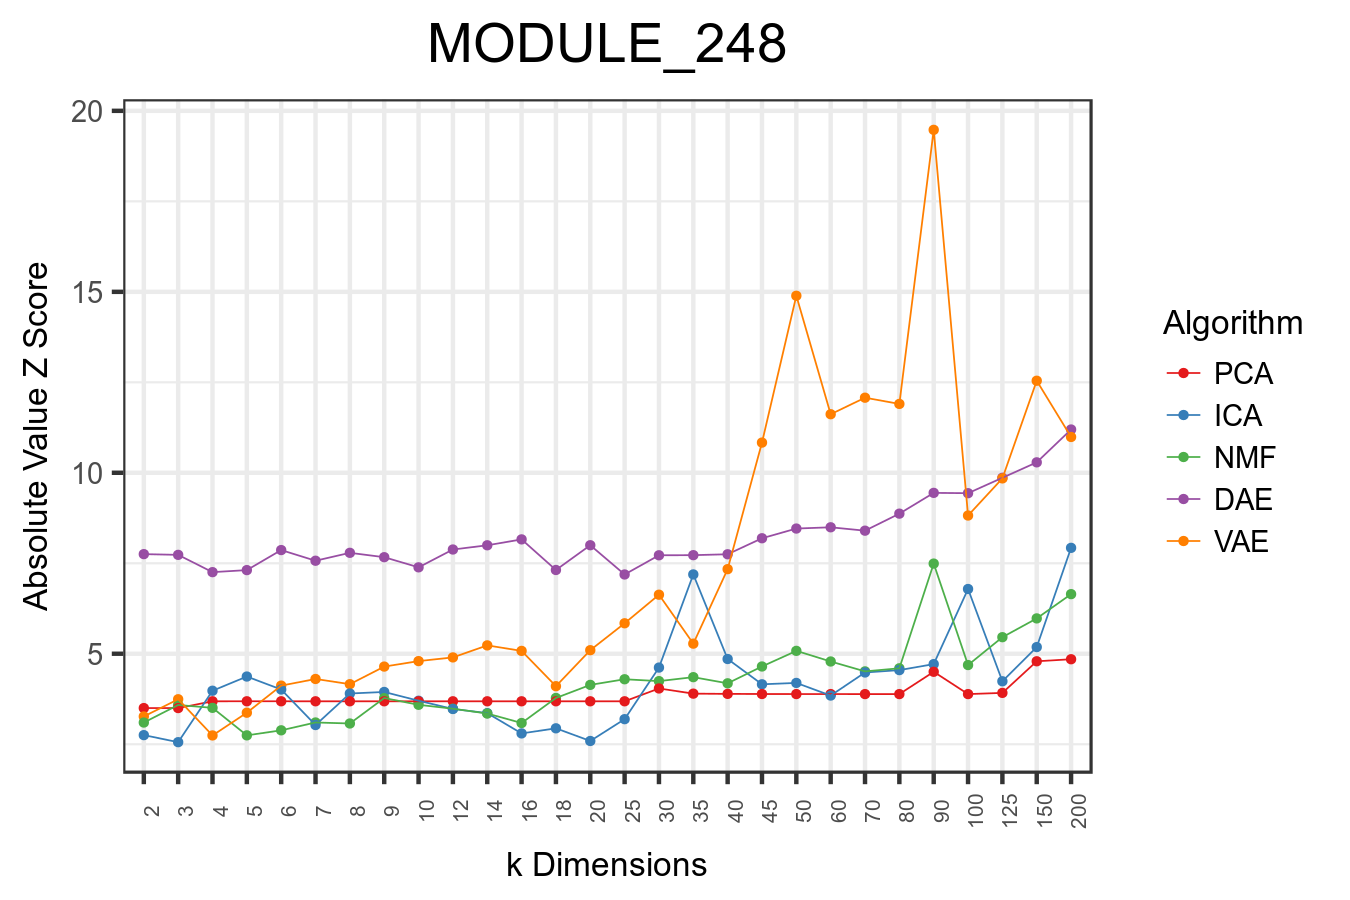 MODULE_248
Absolute Value Z Score
20
15
10
5
2 3 4 5 6 7 8 9 10 12 14 16 18 20 25 30 35 40 45 50 60 70 80 90 100 125 150 200
k Dimensions
Algorithm
PCA
ICA
NMF
DAE
VAE